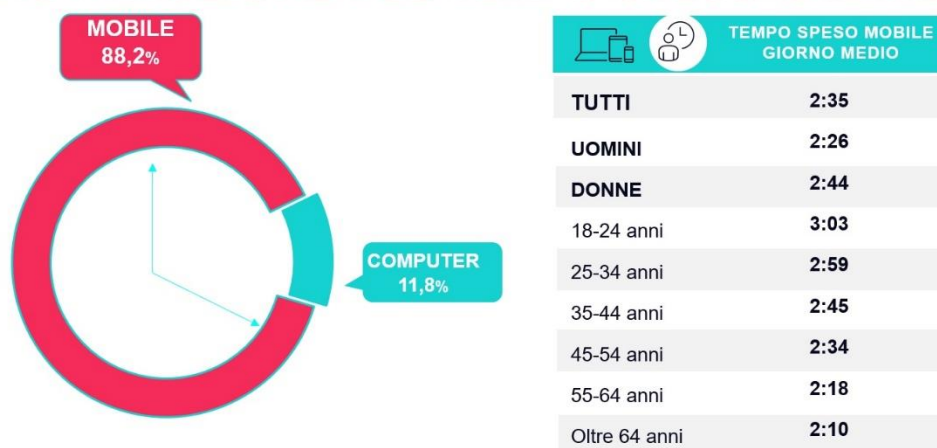 MOBILE
88,2%
COMPUTER
11,8%
TEMPO SPESO MOBILE
GIORNO MEDIO
TUTTI 2:35
UOMINI 2:26
DONNE 2:44
18-24 anni 3:03
25-34 anni 2:59
35-44 anni 2:45
45-54 anni 2:34
55-64 anni 2:18
Oltre 64 anni 2:10